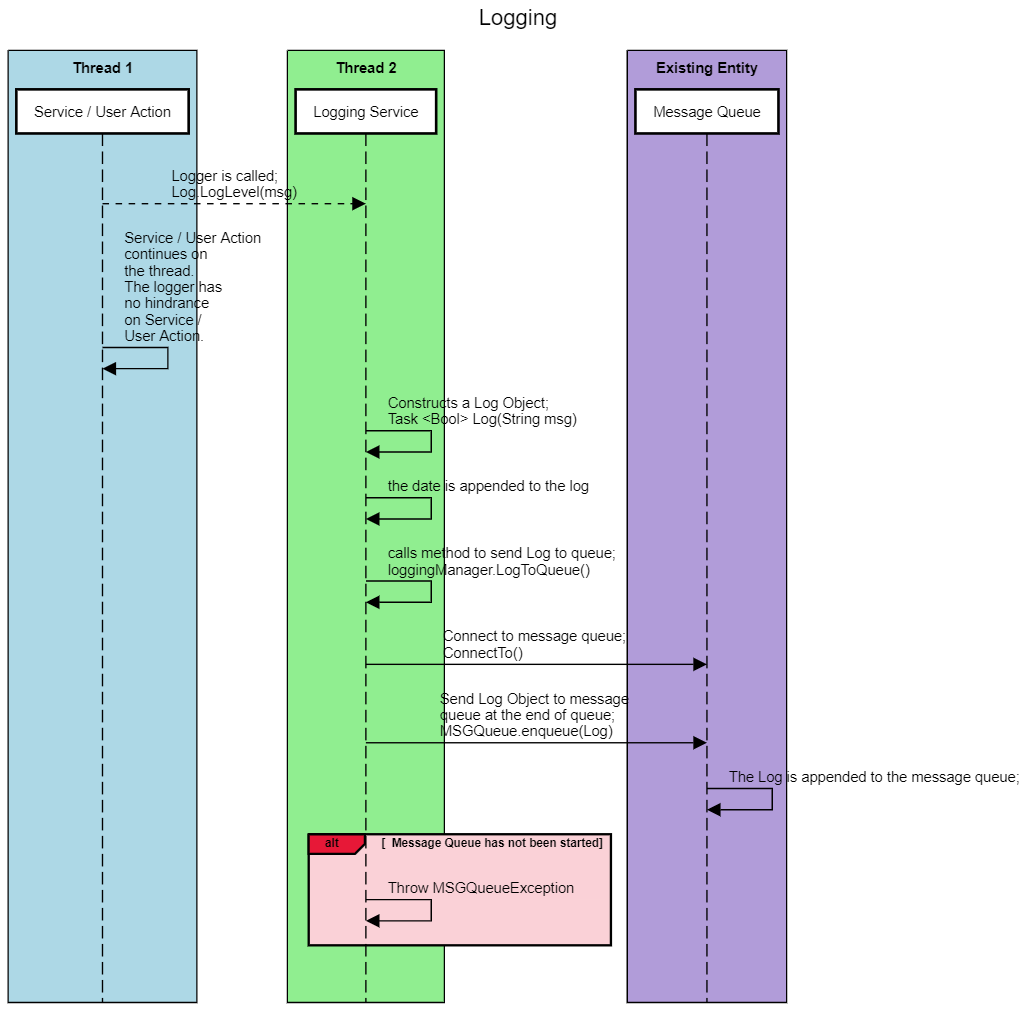 Logging
Thread 1
Thread 2
Existing Entity
Service / User Action
Logging Service
Message Queue
Logger is called;
Log.LogLevel(msg)
Service / User Action
continues on
the thread.
The logger has
no hindrance
on Service /
User Action.
Constructs a Log Object;
Task <Bool> Log(String msg)
the date is appended to the log
calls method to send Log to queue;
loggingManager.LogToQueue()
Connect to message queue;
ConnectTo()
Send Log Object to message
queue at the end of queue;
MSGQueue.enqueue(Log)
The Log is appended to the message queue;
alt
[  Message Queue has not been started]
Throw MSGQueueException